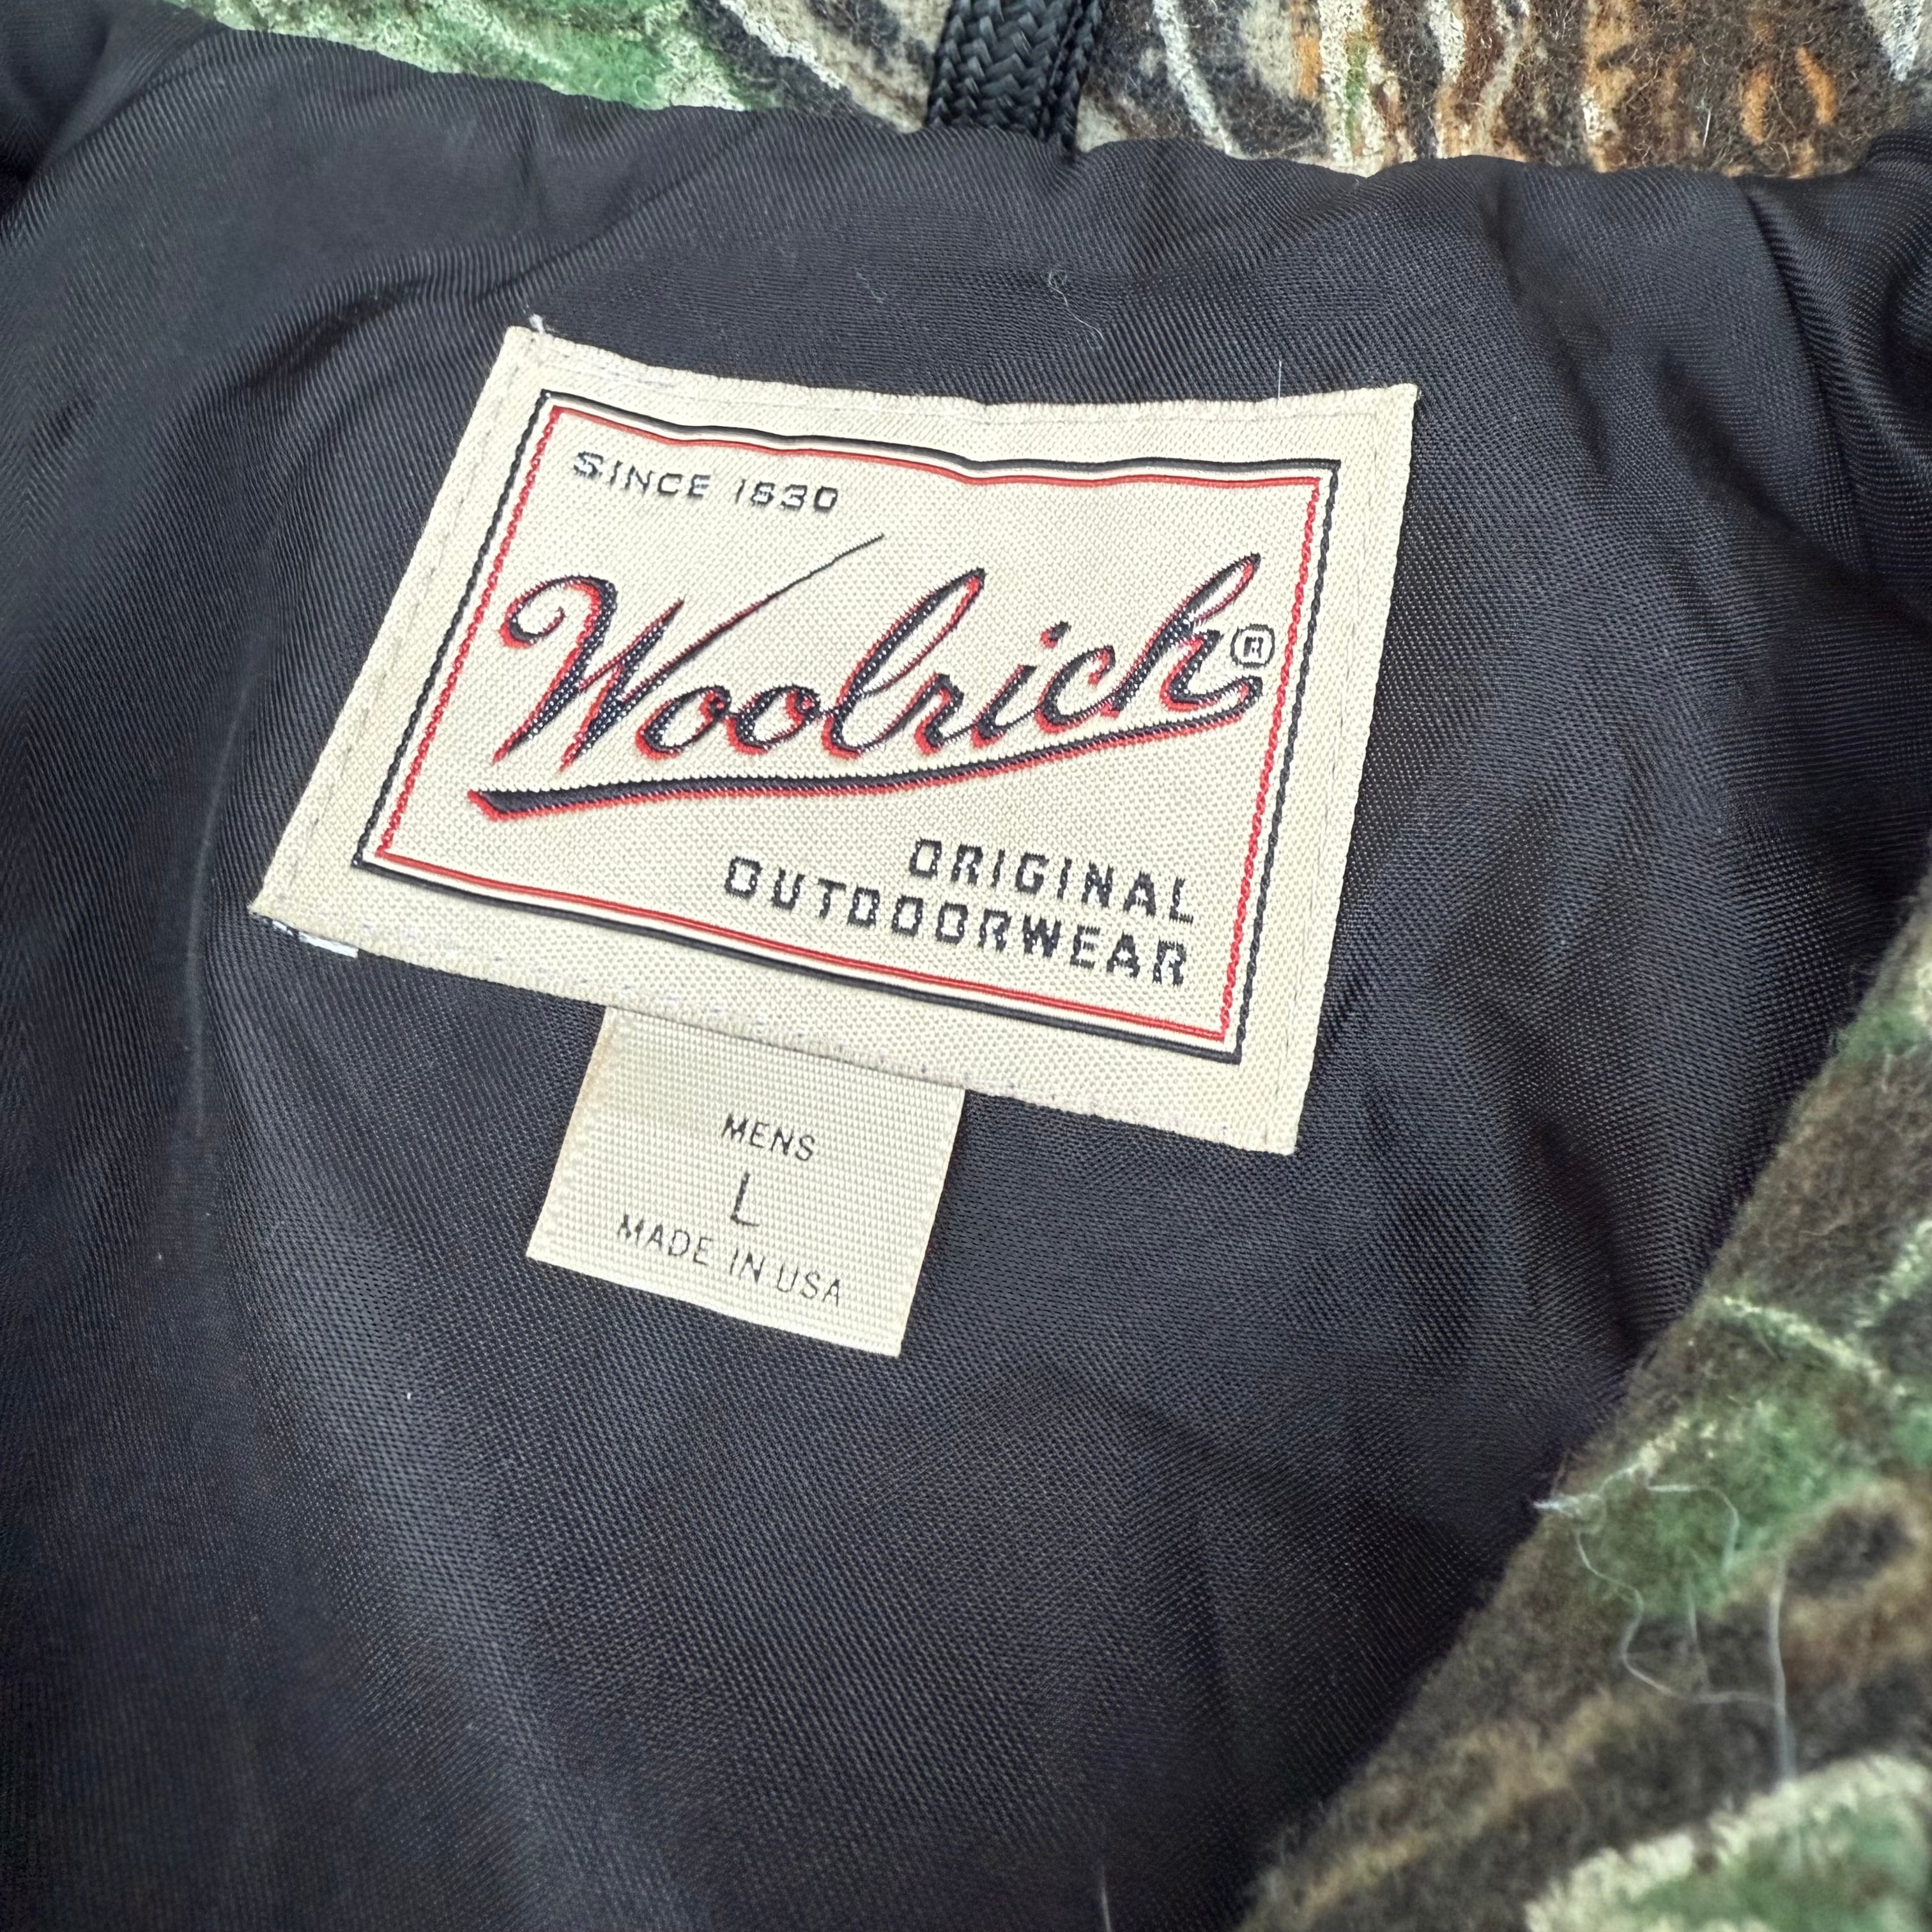 SINCE 1830
Woolrich®
ORIGINAL
OUTDOORWEAR
MENS
L
MADE IN USA